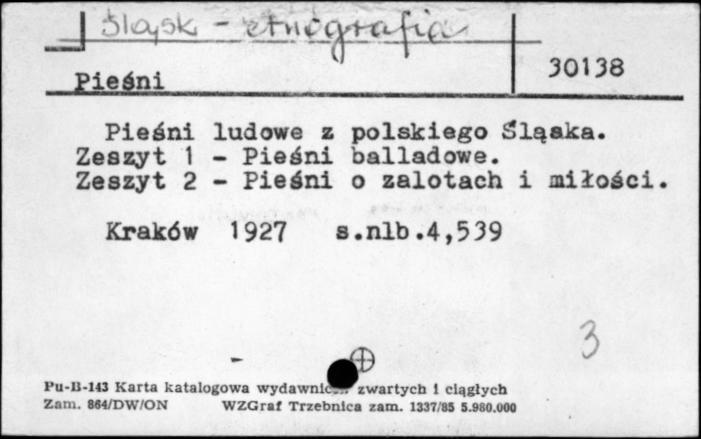 Śląsk - etnografia
30138
Pieśni
Pieśni ludowe z polskiego Śląska.
Zeszyt 1 - Pieśni balladowe.
Zeszyt 2 - Pieśni o zalotach i miłości.
Kraków 1927 s.nlb.4,539
3
Pu-B-143 Karta katalogowa zwartych i ciągłych
Zam. 864/DW/ON WZGraf Trzebnica zam. 1337/85 5.980.000